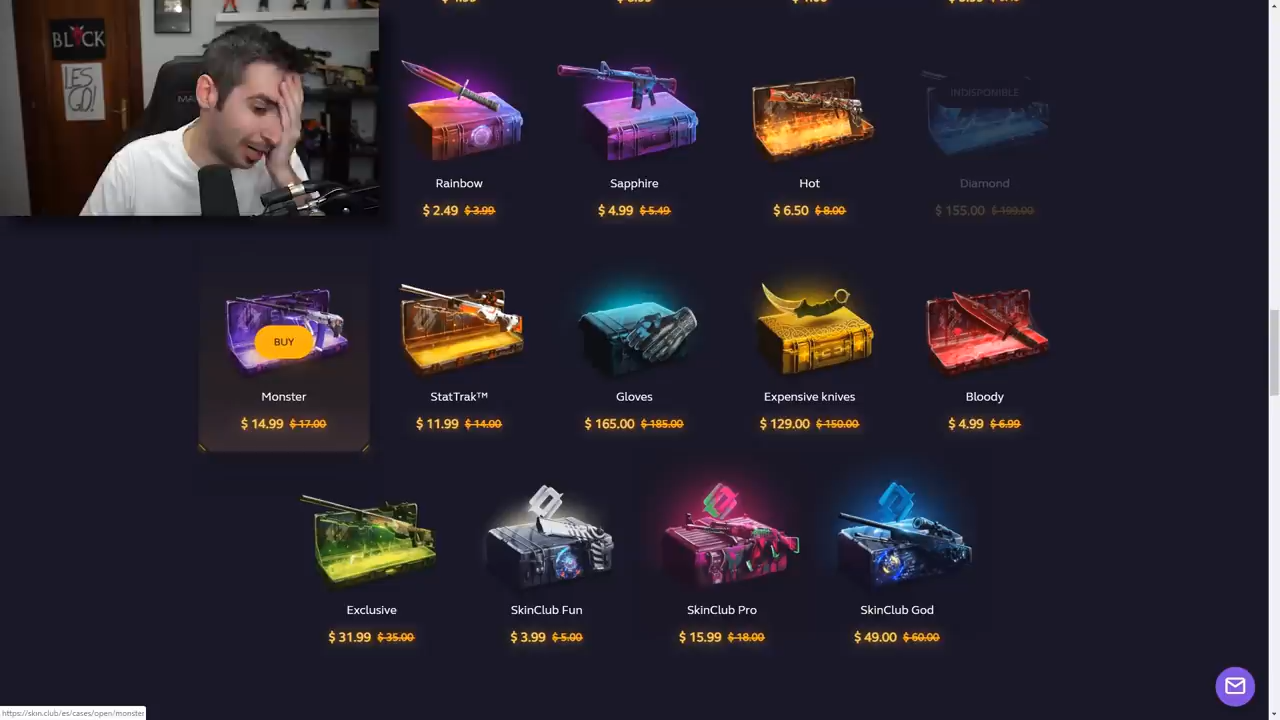 BL CK
LES
GO!
INDISPONIBLE
Rainbow
Sapphire
Hot
Diamond
$ 2.49 $ 3.99
$ 4.99 $ 5.49
$ 6.50 $ 8.00
$ 155.00 $ 199.00
BUY
Monster
StatTrak™
Gloves
Expensive knives
Bloody
$ 14.99 $ 17.00
$ 11.99 $ 14.00
$ 165.00 $ 185.00
$ 129.00 $ 150.00
$ 4.99 $ 6.99
Exclusive
SkinClub Fun
SkinClub Pro
SkinClub God
$ 31.99 $ 35.00
$ 3.99 $ 5.00
$ 15.99 $ 18.00
$ 49.00 $ 60.00
https://skin.club/es/cases/open/monster